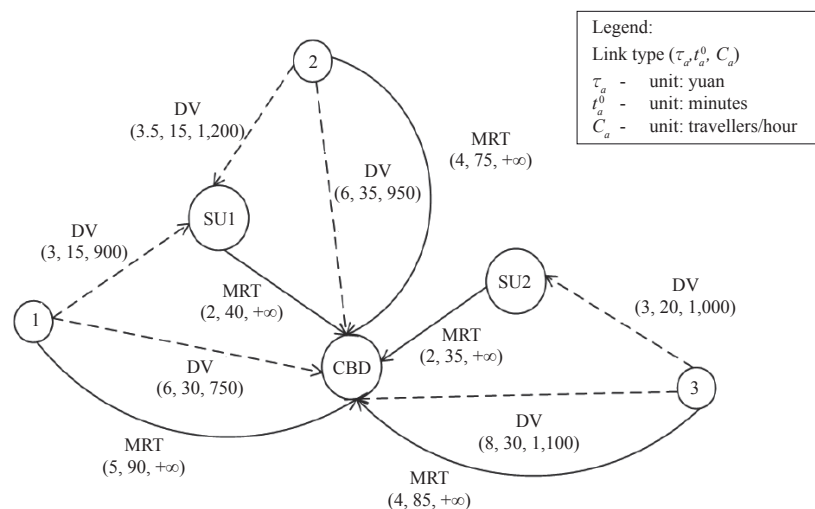 Legend:
Link type (τₐ,tₐ⁰, Cₐ)
τₐ - unit: yuan
tₐ⁰ - unit: minutes
Cₐ - unit: travellers/hour
2
DV
(3.5, 15, 1,200)
MRT
(4, 75, +∞)
DV
(6, 35, 950)
SU1
DV
(3, 15, 900)
SU2
DV
(3, 20, 1,000)
MRT
(2, 40, +∞)
1
MRT
(2, 35, +∞)
CBD
DV
(6, 30, 750)
3
DV
(8, 30, 1,100)
MRT
(5, 90, +∞)
MRT
(4, 85, +∞)